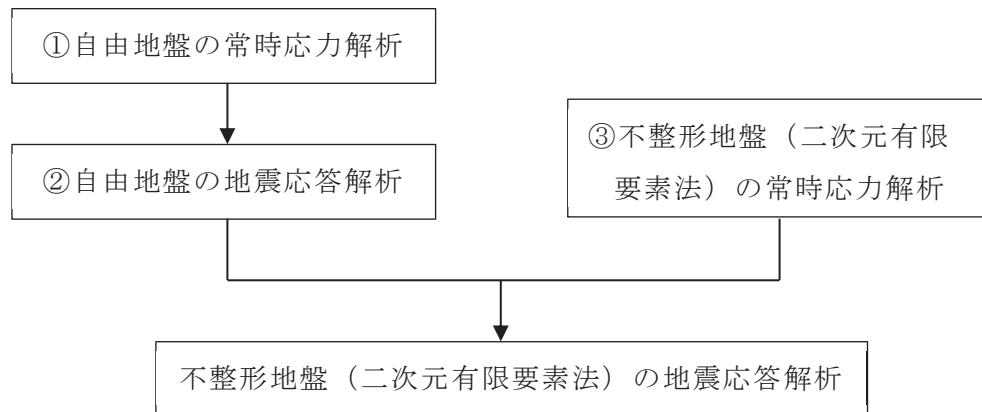 ①自由地盤の常時応力解析
②自由地盤の地震応答解析
③不整形地盤（二次元有限
要素法）の常時応力解析
不整形地盤（二次元有限要素法）の地震応答解析